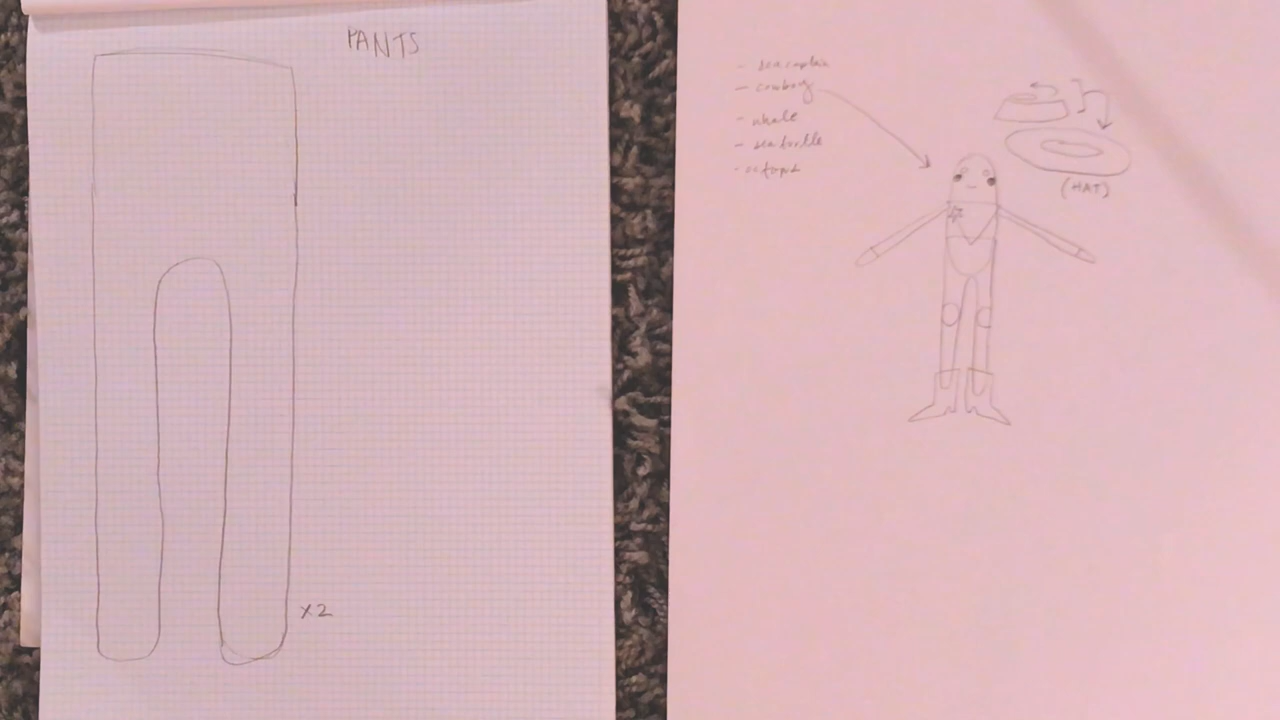 PANTS
x2
- sea captain
- cowboy
- whale
- sea turtle
- octopus
(HAT)